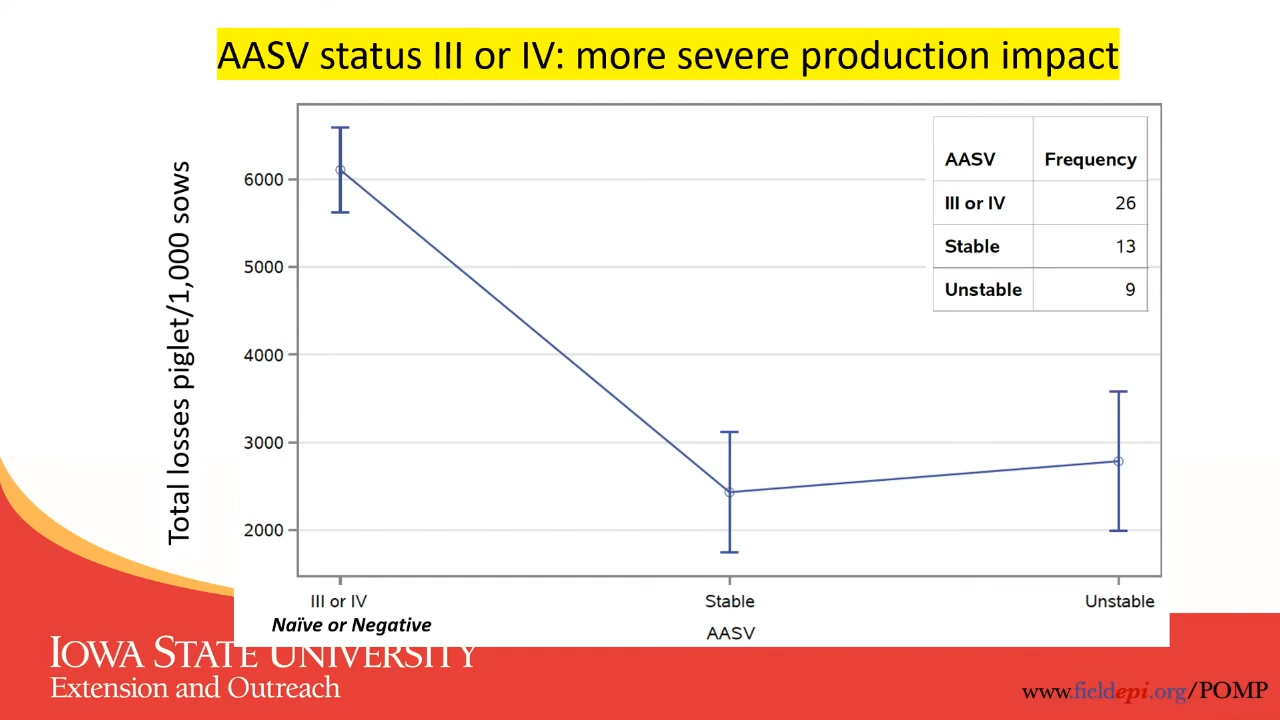 AASV status III or IV: more severe production impact
Total losses piglet/1,000 sows
6000
5000
4000
3000
2000
AASV Frequency
III or IV 26
Stable 13
Unstable 9
III or IV Stable Unstable
Naïve or Negative
AASV
IOWA STATE UNIVERSITY
Extension and Outreach
www.fieldepi.org/POMP